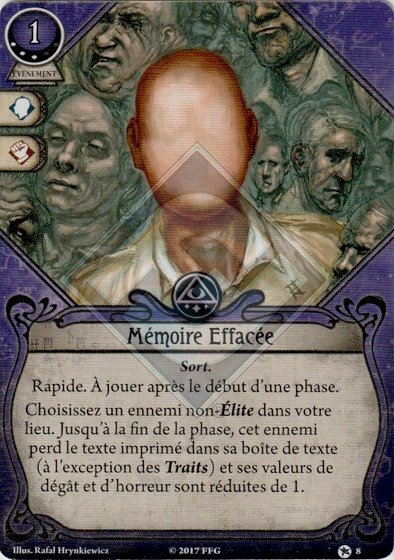 1
ÉVÉNEMENT
Mémoire Effacée
Sort.
Rapide. À jouer après le début d'une phase.
Choisissez un ennemi non-Élite dans votre
lieu. Jusqu'à la fin de la phase, cet ennemi
perd le texte imprimé dans sa boîte de texte
(à l'exception des Traits) et ses valeurs de
dégât et d'horreur sont réduites de 1.
Illus. Rafał Hrynkiewicz © 2017 FFG 8